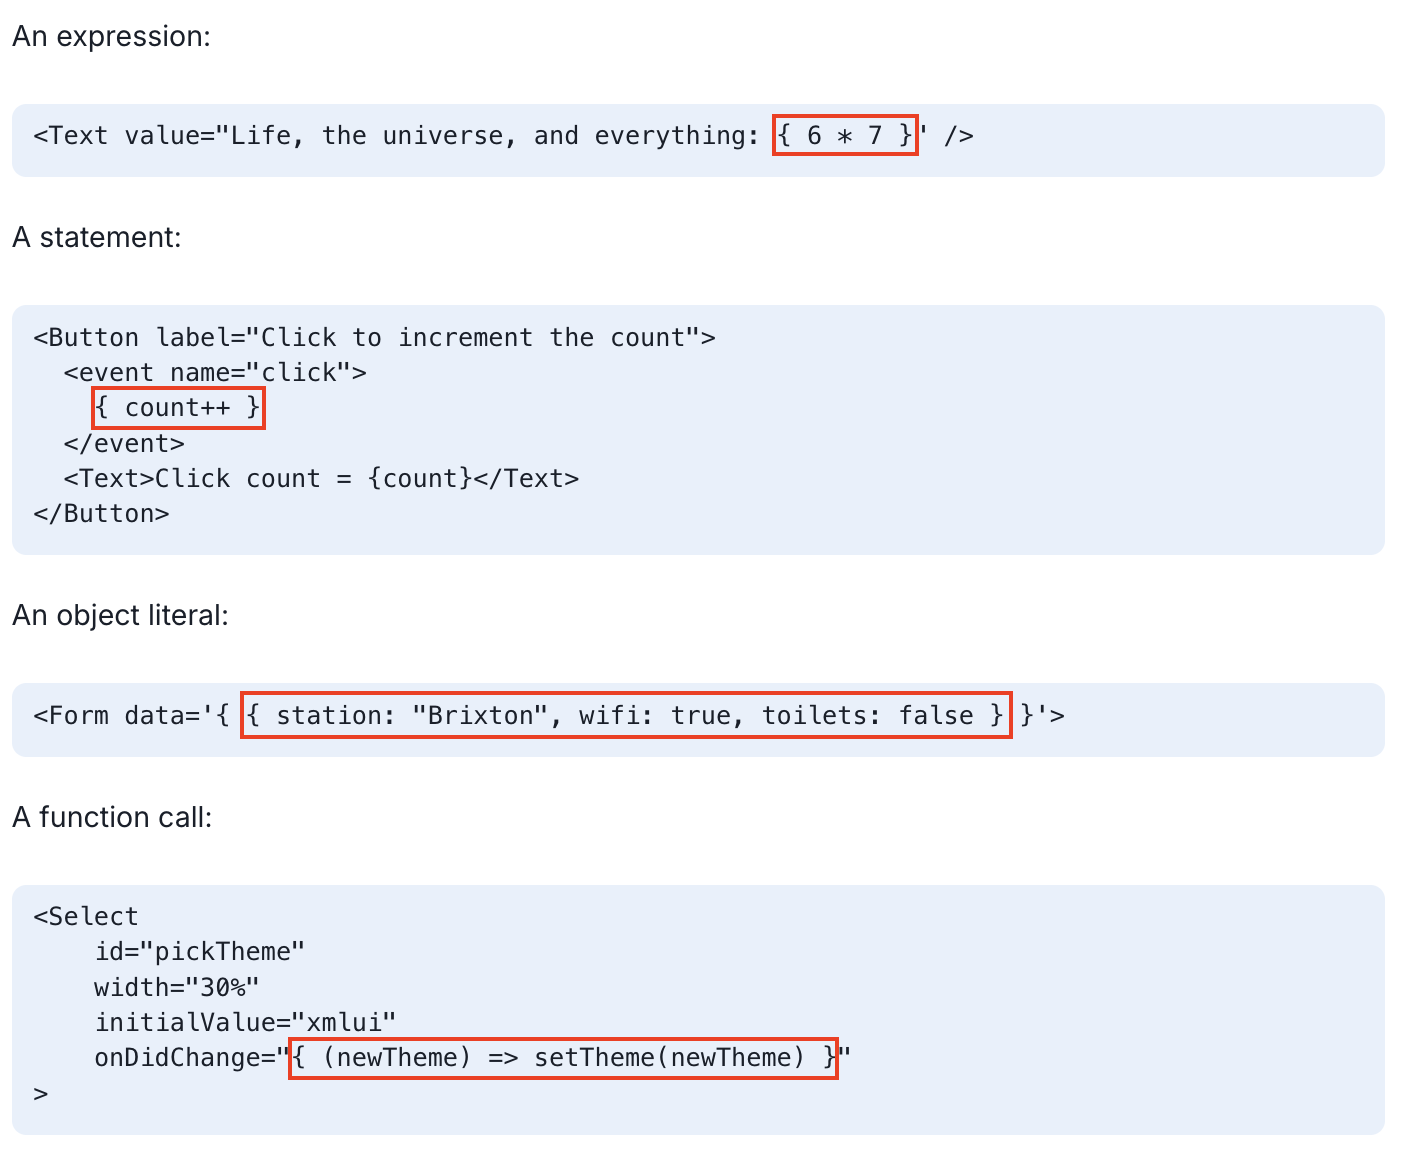 An expression:
<Text value="Life, the universe, and everything: { 6 * 7 }" />
A statement:
<Button label="Click to increment the count">
  <event name="click">
    { count++ }
  </event>
  <Text>Click count = {count}</Text>
</Button>
An object literal:
<Form data='{ { station: "Brixton", wifi: true, toilets: false } }'>
A function call:
<Select
    id="pickTheme"
    width="30%"
    initialValue="xmlui"
    onDidChange="{ (newTheme) => setTheme(newTheme) }"
>